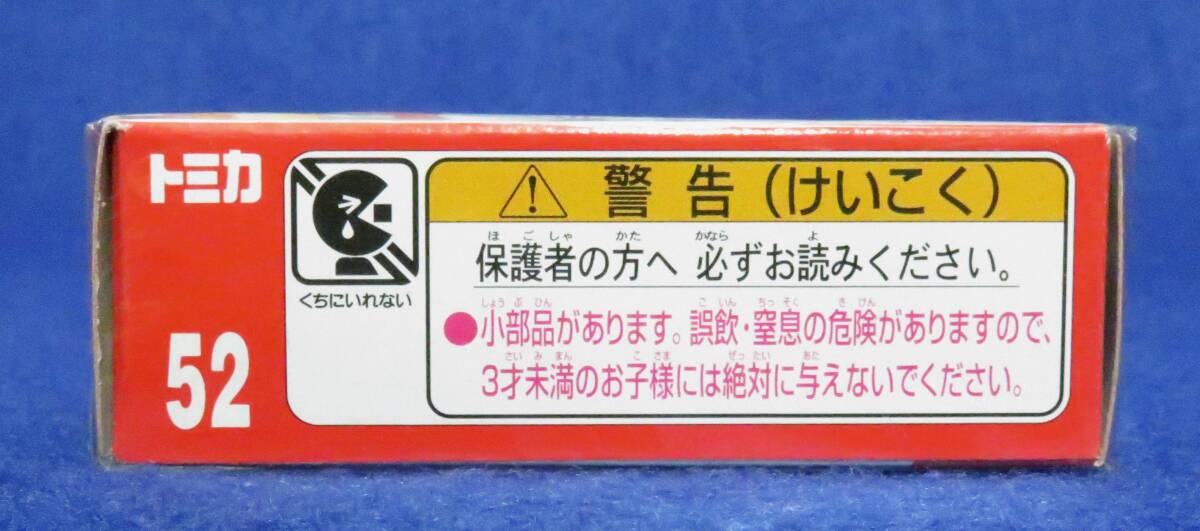 トミカ
52
くちにいれない
警告(けいこく)
ほごしゃ かた かなら よ
保護者の方へ 必ずお読みください。
しょうぶひん ごいん ちっそく きけん
●小部品があります。誤飲・窒息の危険がありますので、
さいみまん こさま ぜったい あた
3才未満のお子様には絶対に与えないでください。